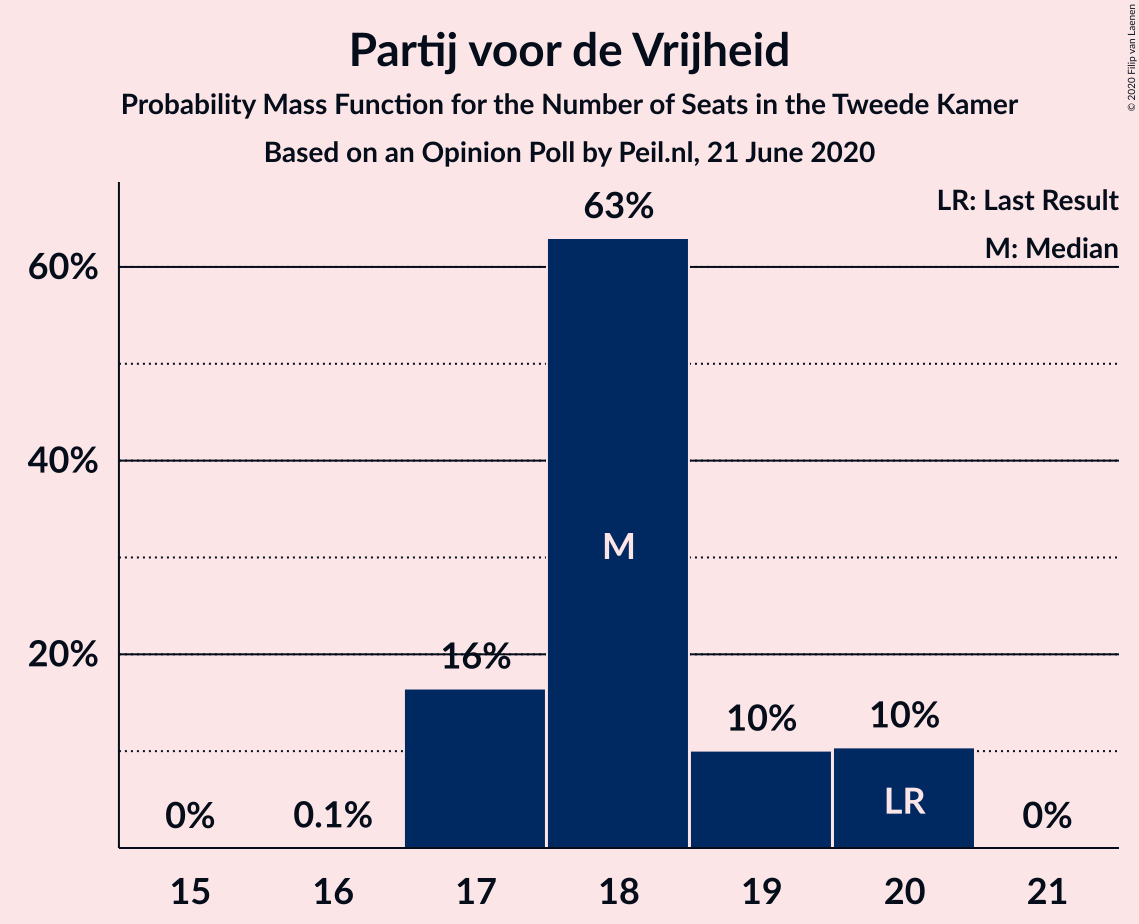 Partij voor de Vrijheid
Probability Mass Function for the Number of Seats in the Tweede Kamer
Based on an Opinion Poll by Peil.nl, 21 June 2020
© 2020 Filip van Laenen
LR: Last Result
M: Median
60%
40%
20%
0%
0.1%
16%
63%
10%
10%
0%
M
LR
15 16 17 18 19 20 21